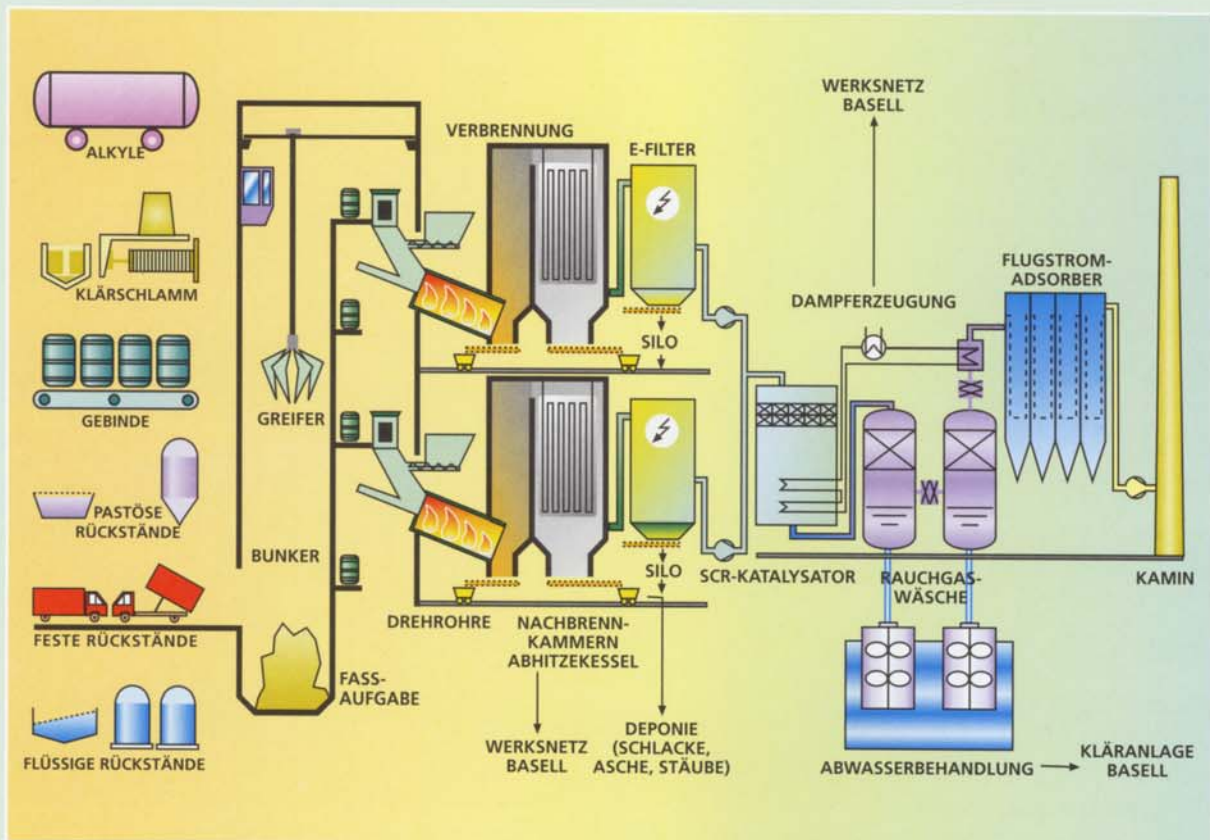 ALKYLE
KLÄRSCHLAMM
GEBINDE
PASTÖSE
RÜCKSTÄNDE
FESTE RÜCKSTÄNDE
FLÜSSIGE RÜCKSTÄNDE
GREIFER
BUNKER
FASS-
AUFGABE
VERBRENNUNG
E-FILTER
SILO
SILO
DREHROHRE
NACHBRENN-
KAMMERN
ABHITZEKESSEL
WERKSNETZ
BASELL
DEPONIE
(SCHLACKE,
ASCHE, STÄUBE)
WERKSNETZ
BASELL
DAMPFERZEUGUNG
FLUGSTROM-
ADSORBER
SCR-KATALYSATOR
RAUCHGAS-
WÄSCHE
KAMIN
ABWASSERBEHANDLUNG
KLÄRANLAGE
BASELL